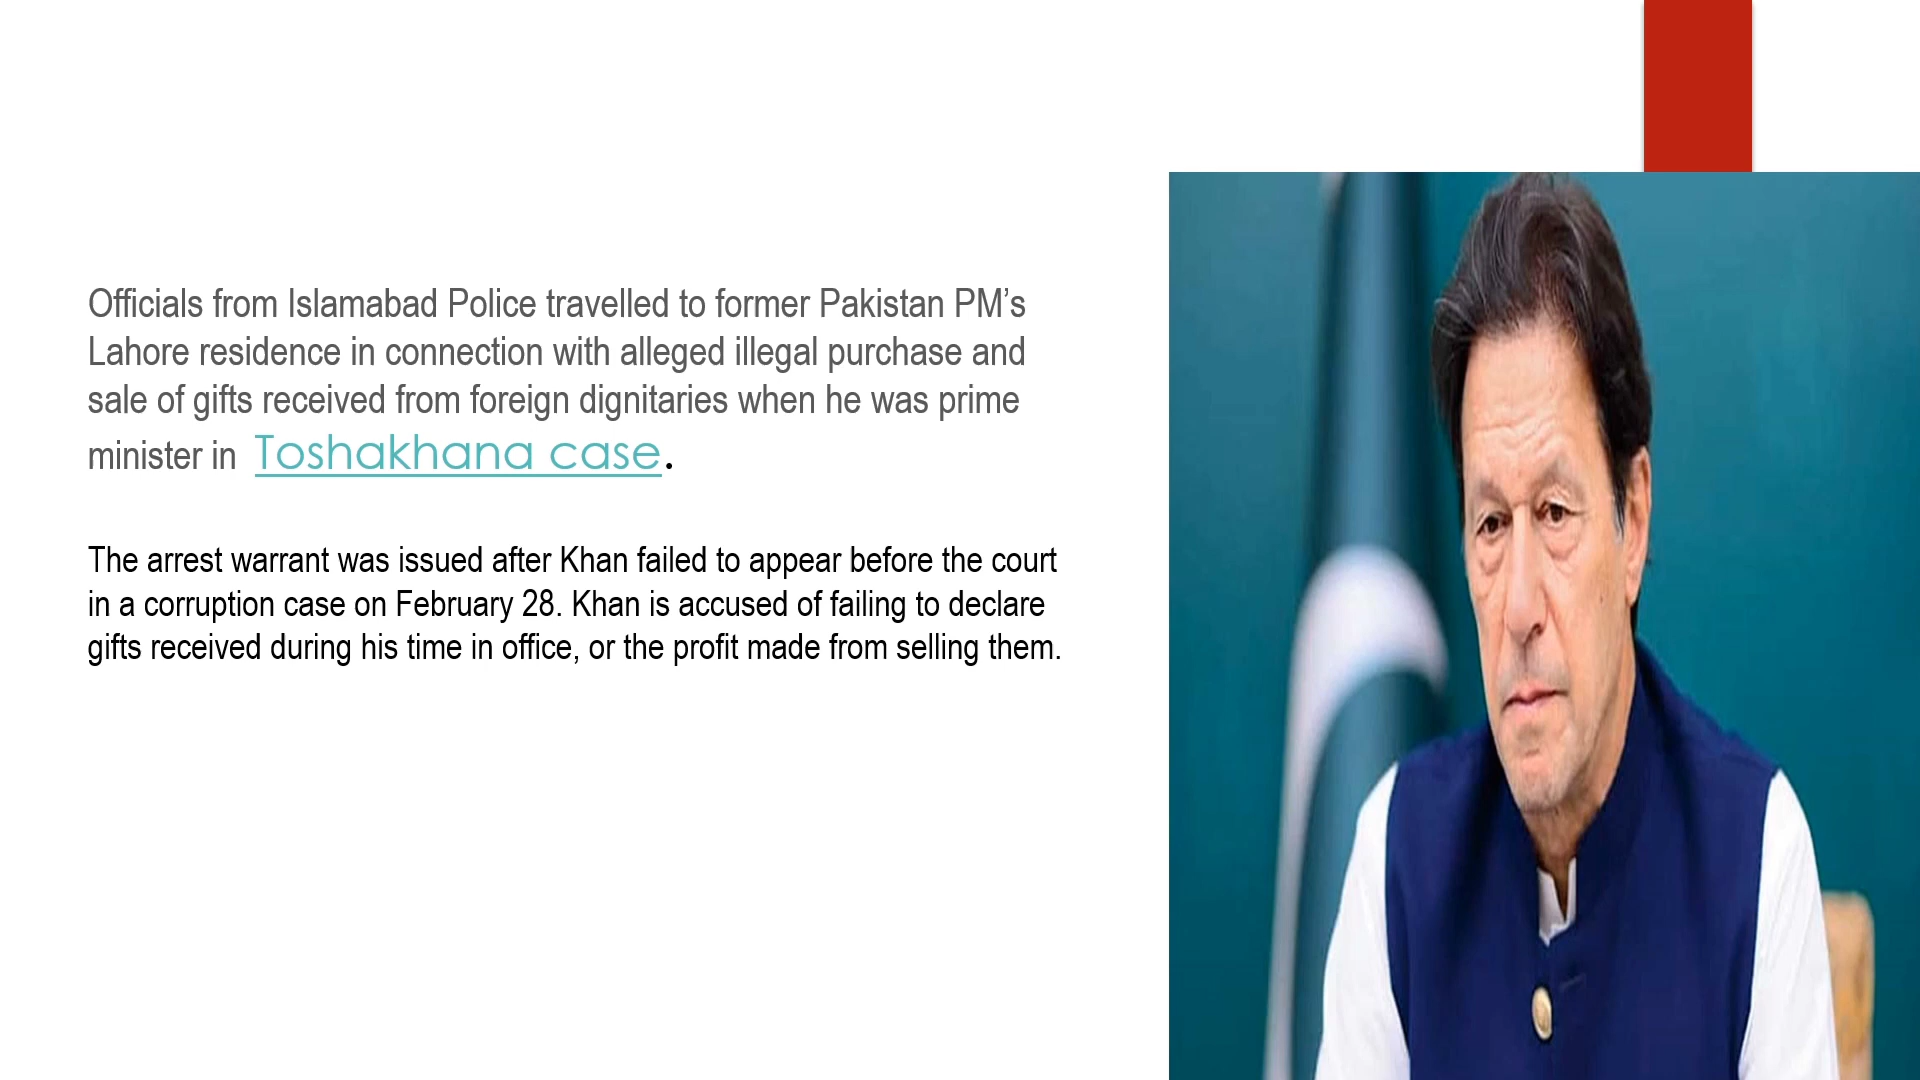 Officials from Islamabad Police travelled to former Pakistan PM’s
Lahore residence in connection with alleged illegal purchase and
sale of gifts received from foreign dignitaries when he was prime
minister in Toshakhana case.
The arrest warrant was issued after Khan failed to appear before the court
in a corruption case on February 28. Khan is accused of failing to declare
gifts received during his time in office, or the profit made from selling them.